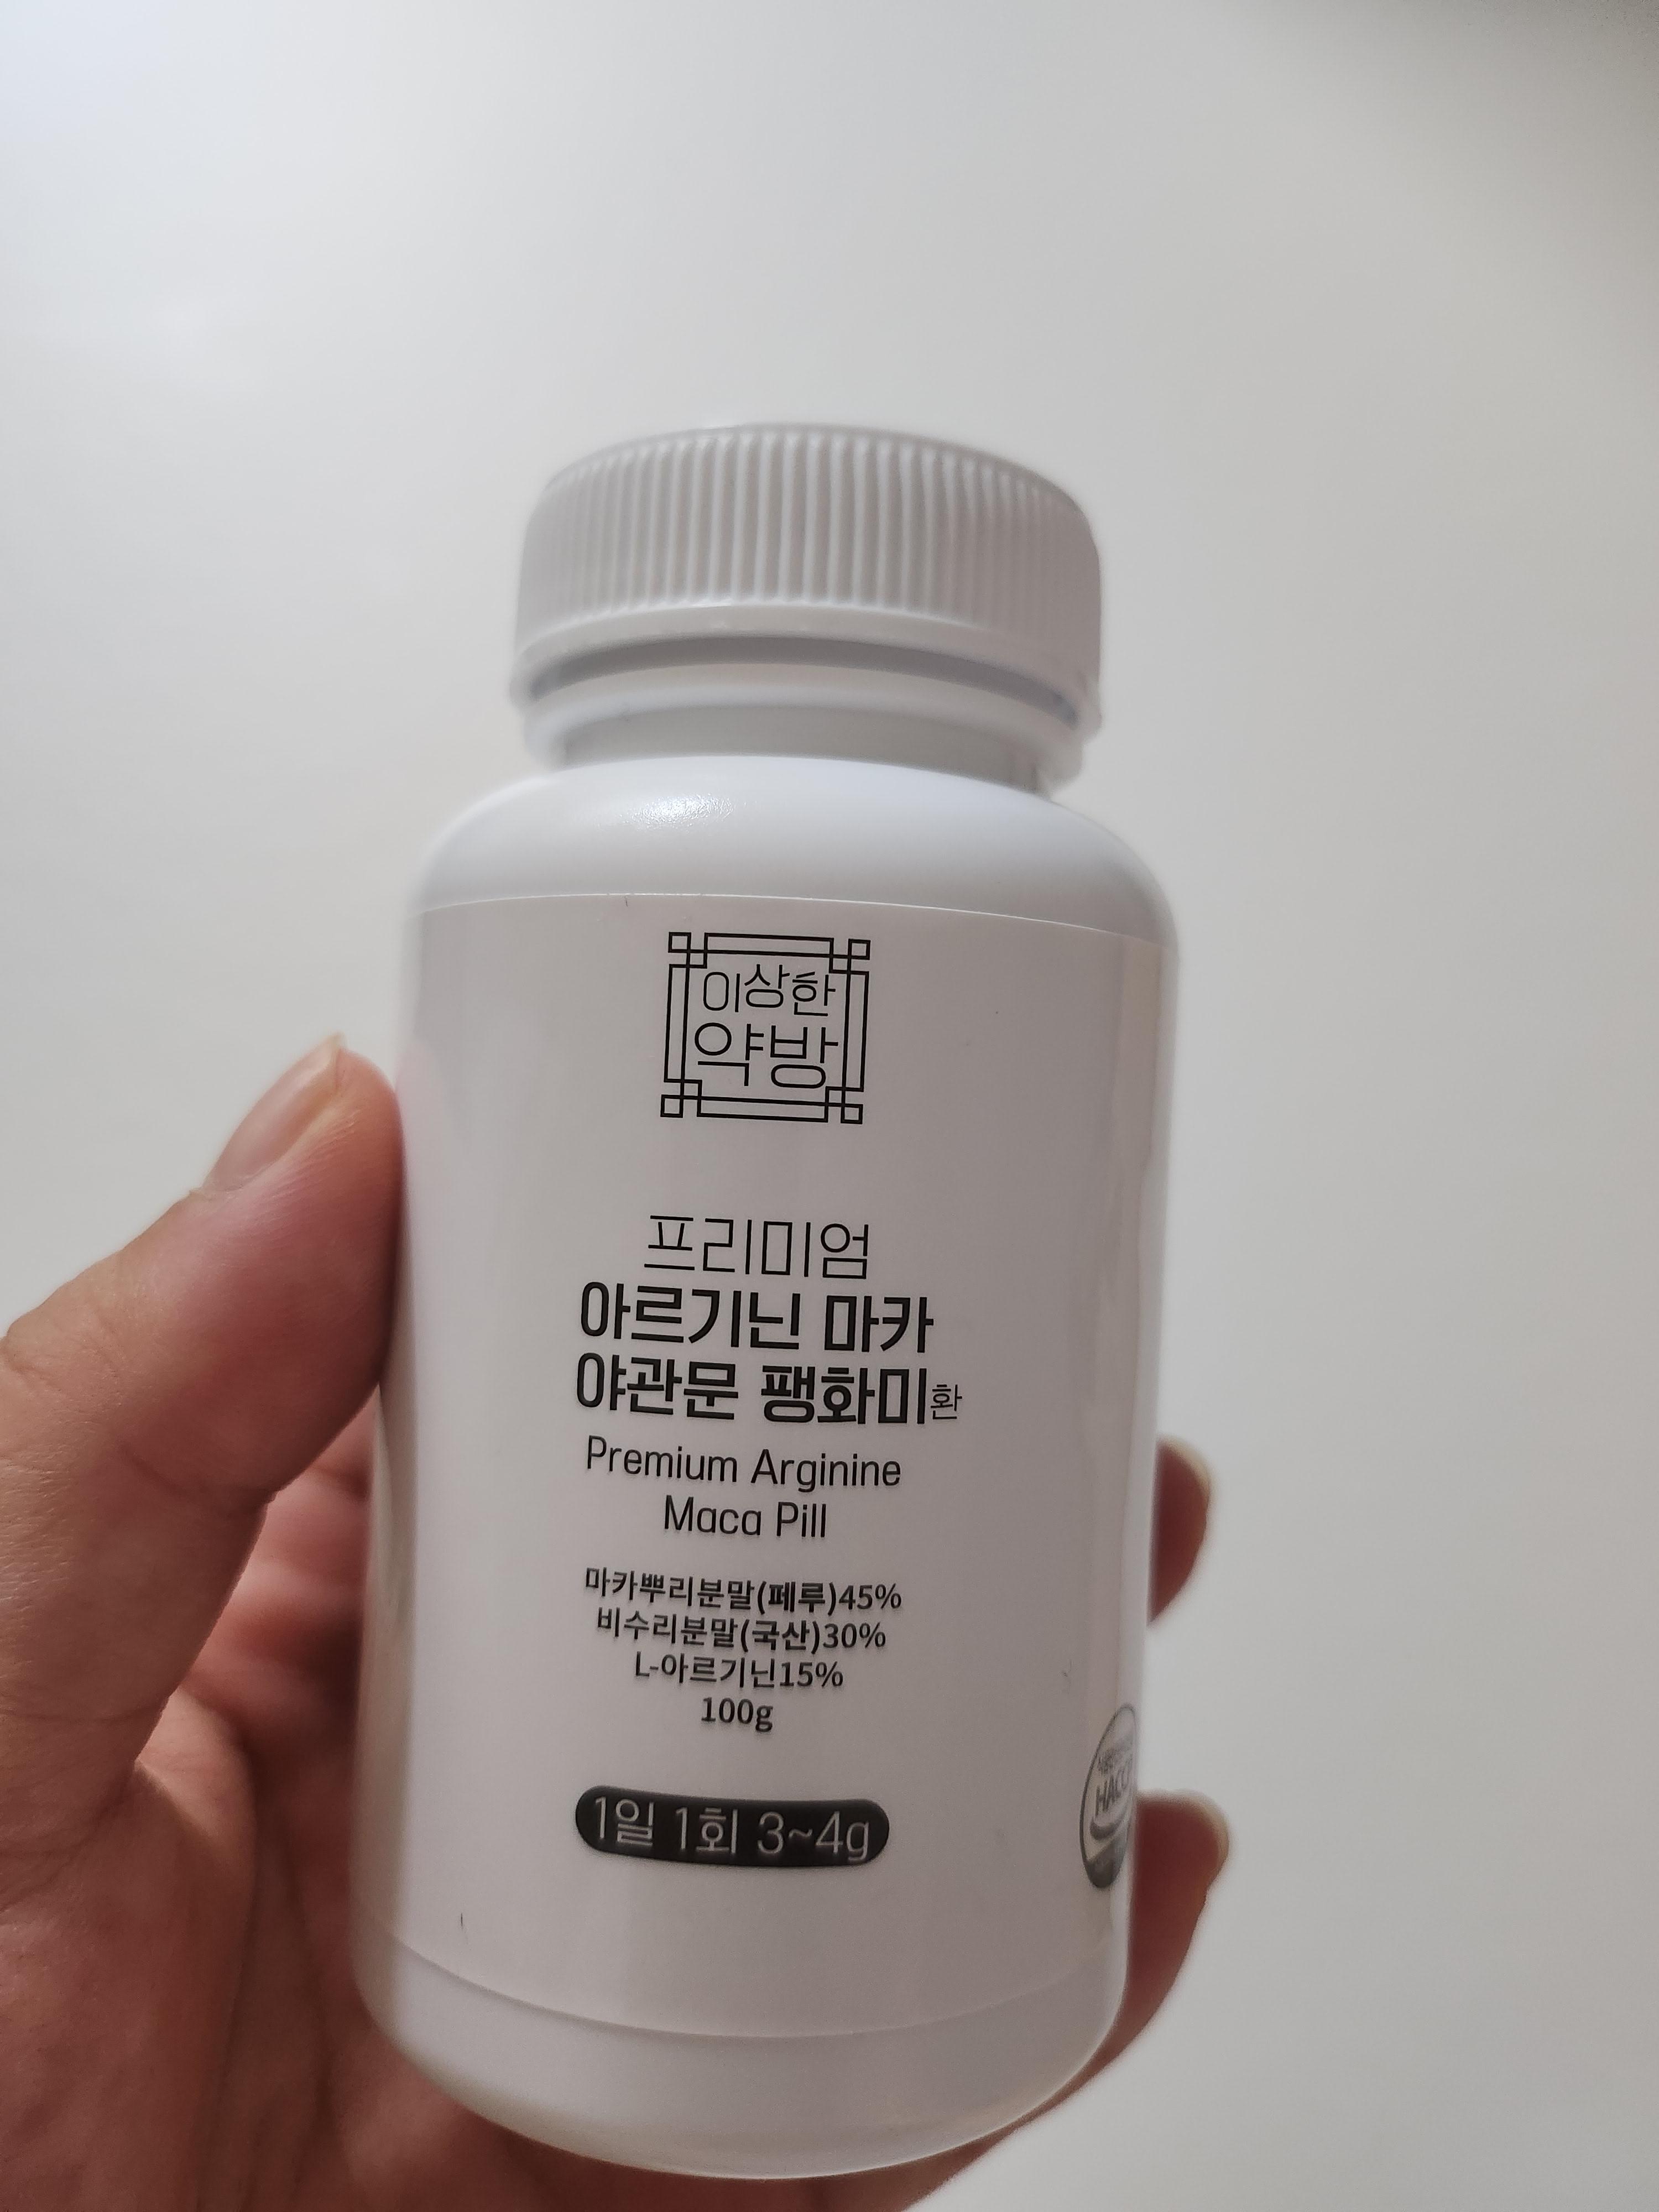 이상한
약방
프리미엄
아르기닌 마카
야관문 팽화미환
Premium Arginine
Maca Pill
마카뿌리분말(페루)45%
비수리분말(국산)30%
L-아르기닌15%
100g
1일 1회 3~4g
HACCP